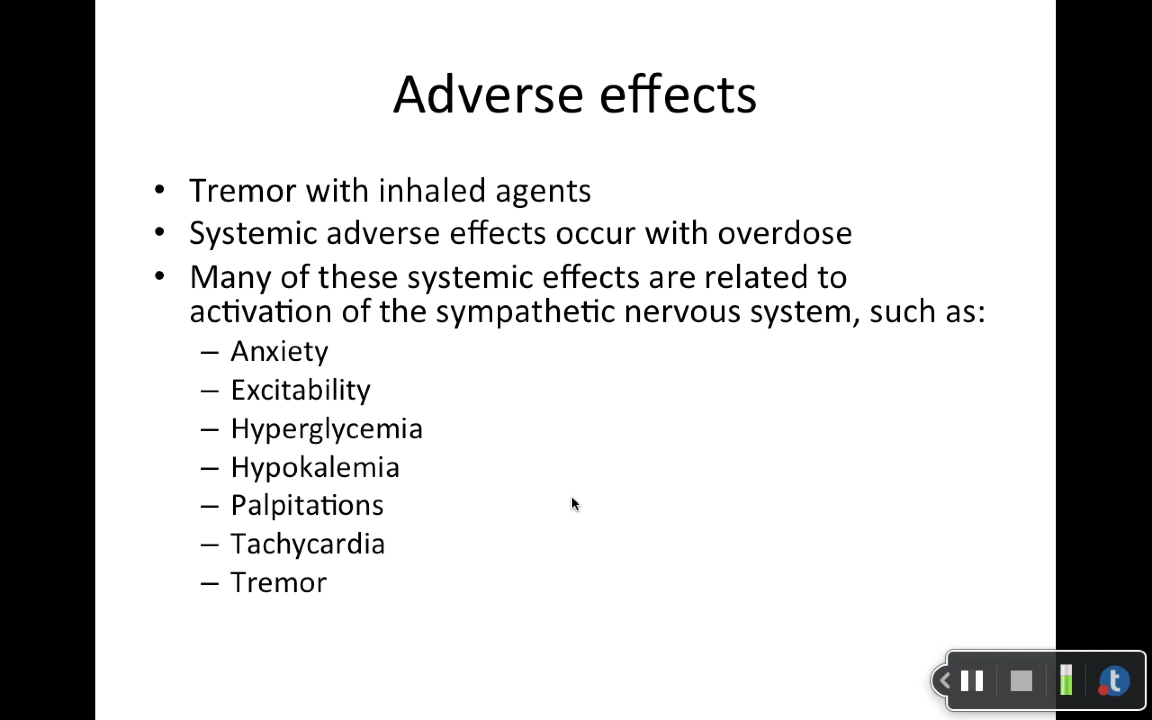 Adverse effects
• Tremor with inhaled agents
• Systemic adverse effects occur with overdose
• Many of these systemic effects are related to
activation of the sympathetic nervous system, such as:
– Anxiety
– Excitability
– Hyperglycemia
– Hypokalemia
– Palpitations
– Tachycardia
– Tremor
t